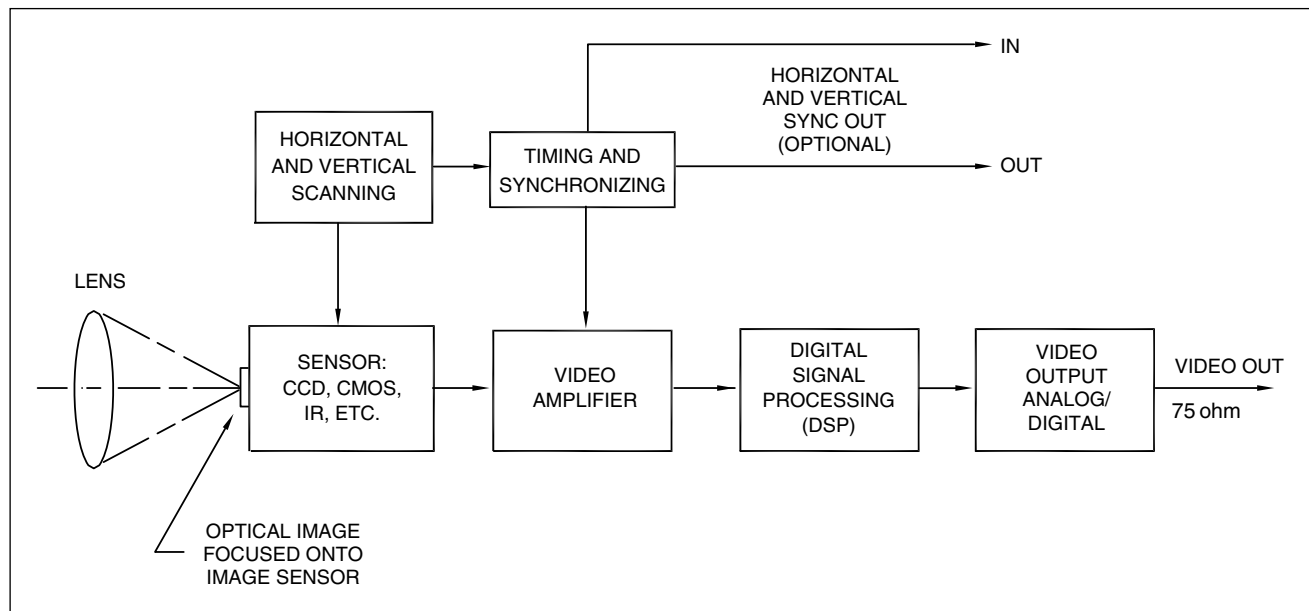 IN
HORIZONTAL
AND VERTICAL
SYNC OUT
(OPTIONAL)
OUT
HORIZONTAL
AND VERTICAL
SCANNING
TIMING AND
SYNCHRONIZING
LENS
SENSOR:
CCD, CMOS,
IR, ETC.
VIDEO
AMPLIFIER
DIGITAL
SIGNAL
PROCESSING
(DSP)
VIDEO
OUTPUT
ANALOG/
DIGITAL
VIDEO OUT
75 ohm
OPTICAL IMAGE
FOCUSED ONTO
IMAGE SENSOR